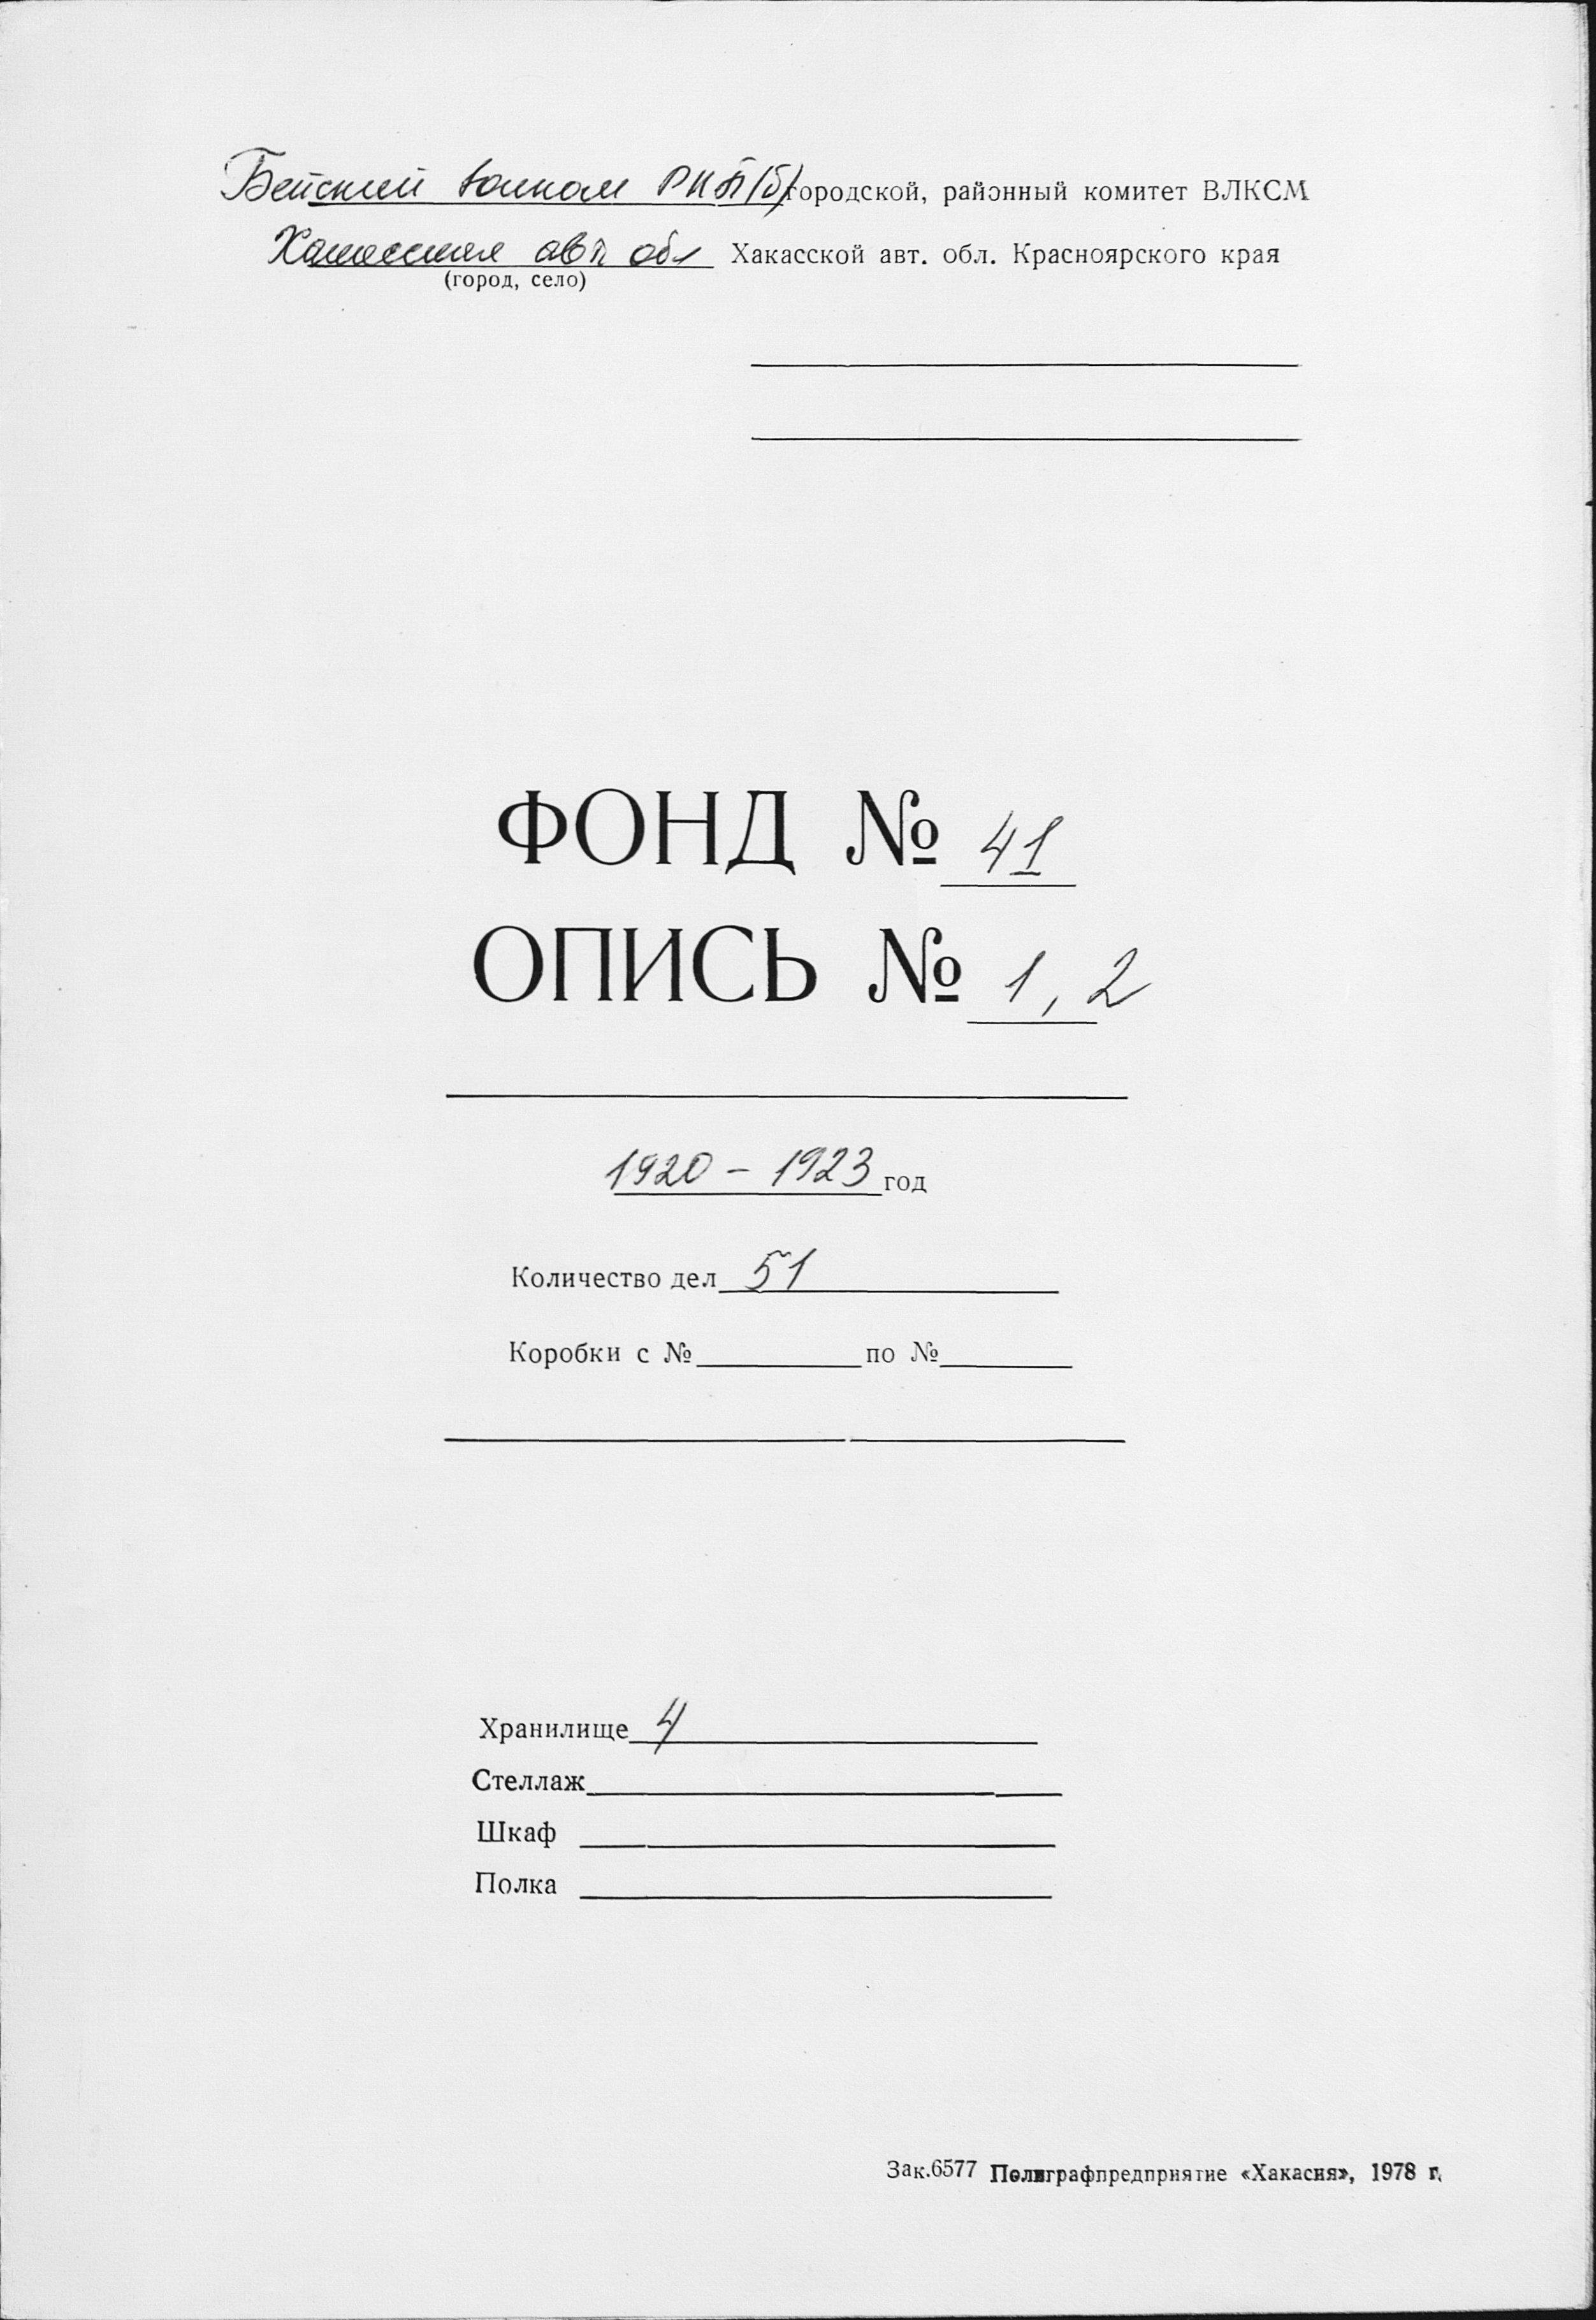 Бейский волком РКП(б) городской, районный комитет ВЛКСМ
Хакасская авт обл Хакасской авт. обл. Красноярского края
(город, село)
ФОНД № 41
ОПИСЬ № 1, 2
1920 – 1923 год
Количество дел 51
Коробки с № по №
Хранилище 4
Стеллаж
Шкаф
Полка
Зак.6577 Полиграфпредприятие «Хакасия», 1978 г.